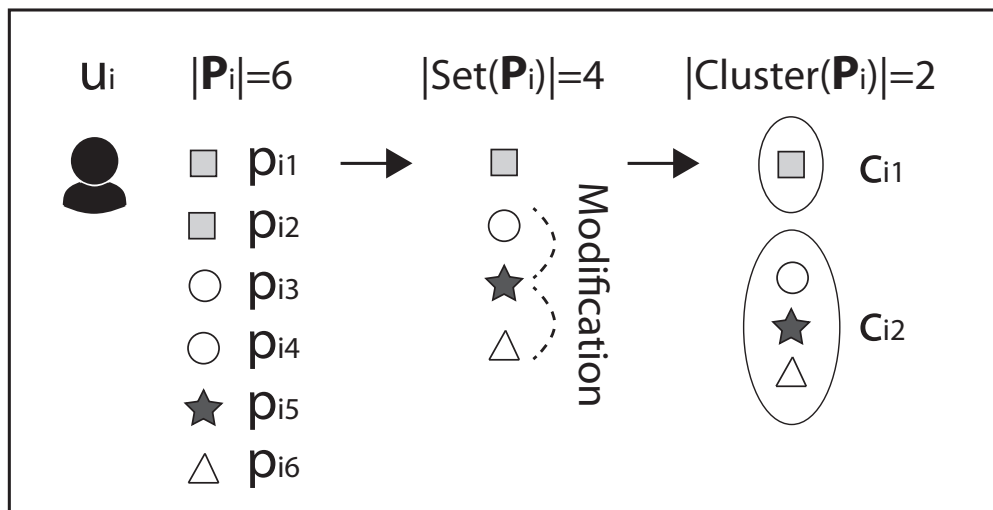 ui |Pi|=6 |Set(Pi)|=4 |Cluster(Pi)|=2
pi1
pi2
pi3
pi4
pi5
pi6
Modification
ci1
ci2